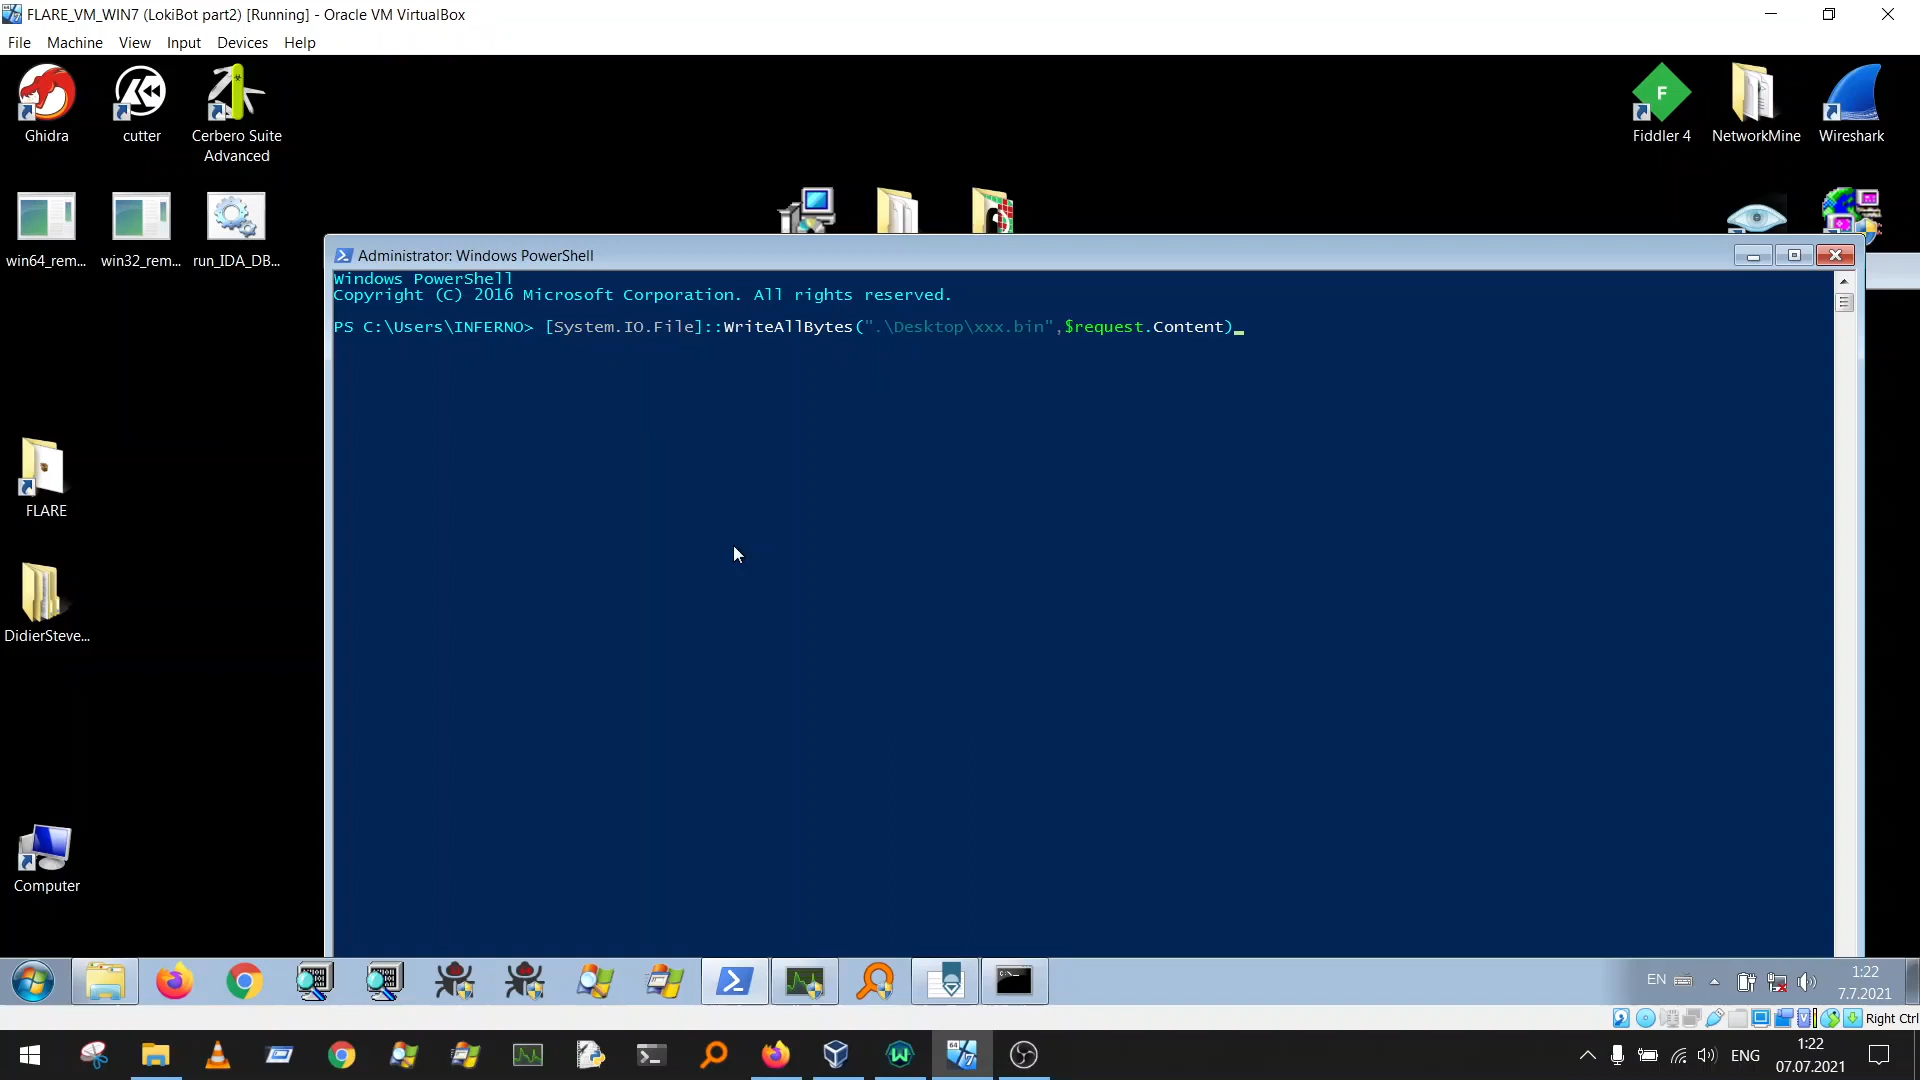 FLARE_VM_WIN7 (LokiBot part2) [Running] - Oracle VM VirtualBox
File Machine View Input Devices Help
Ghidra
cutter
Cerbero Suite
Advanced
Fiddler 4
NetworkMine
Wireshark
win64_rem...
win32_rem...
run_IDA_DB...
Administrator: Windows PowerShell
Windows PowerShell
Copyright (C) 2016 Microsoft Corporation. All rights reserved.
PS C:\Users\INFERNO> [System.IO.File]::WriteAllBytes(".\Desktop\xxx.bin",$request.Content)
FLARE
DidierSteve...
Computer
EN
1:22
7.7.2021
Right Ctrl
ENG
1:22
07.07.2021